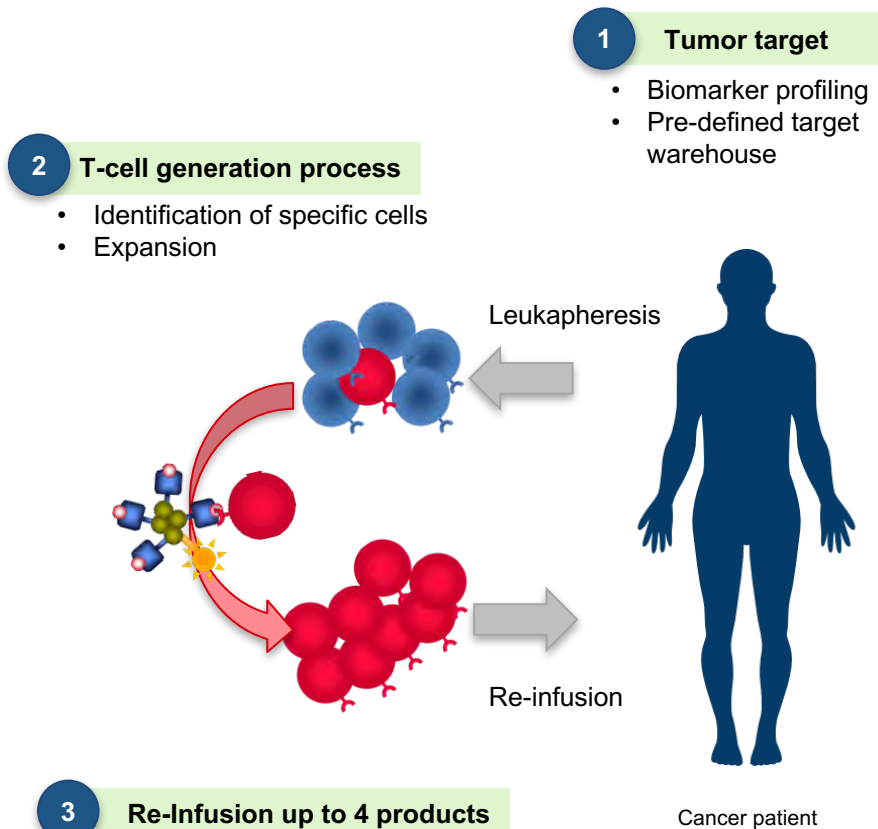 1 Tumor target
• Biomarker profiling
• Pre-defined target
warehouse
2 T-cell generation process
• Identification of specific cells
• Expansion
Leukapheresis
Re-infusion
3 Re-Infusion up to 4 products
Cancer patient